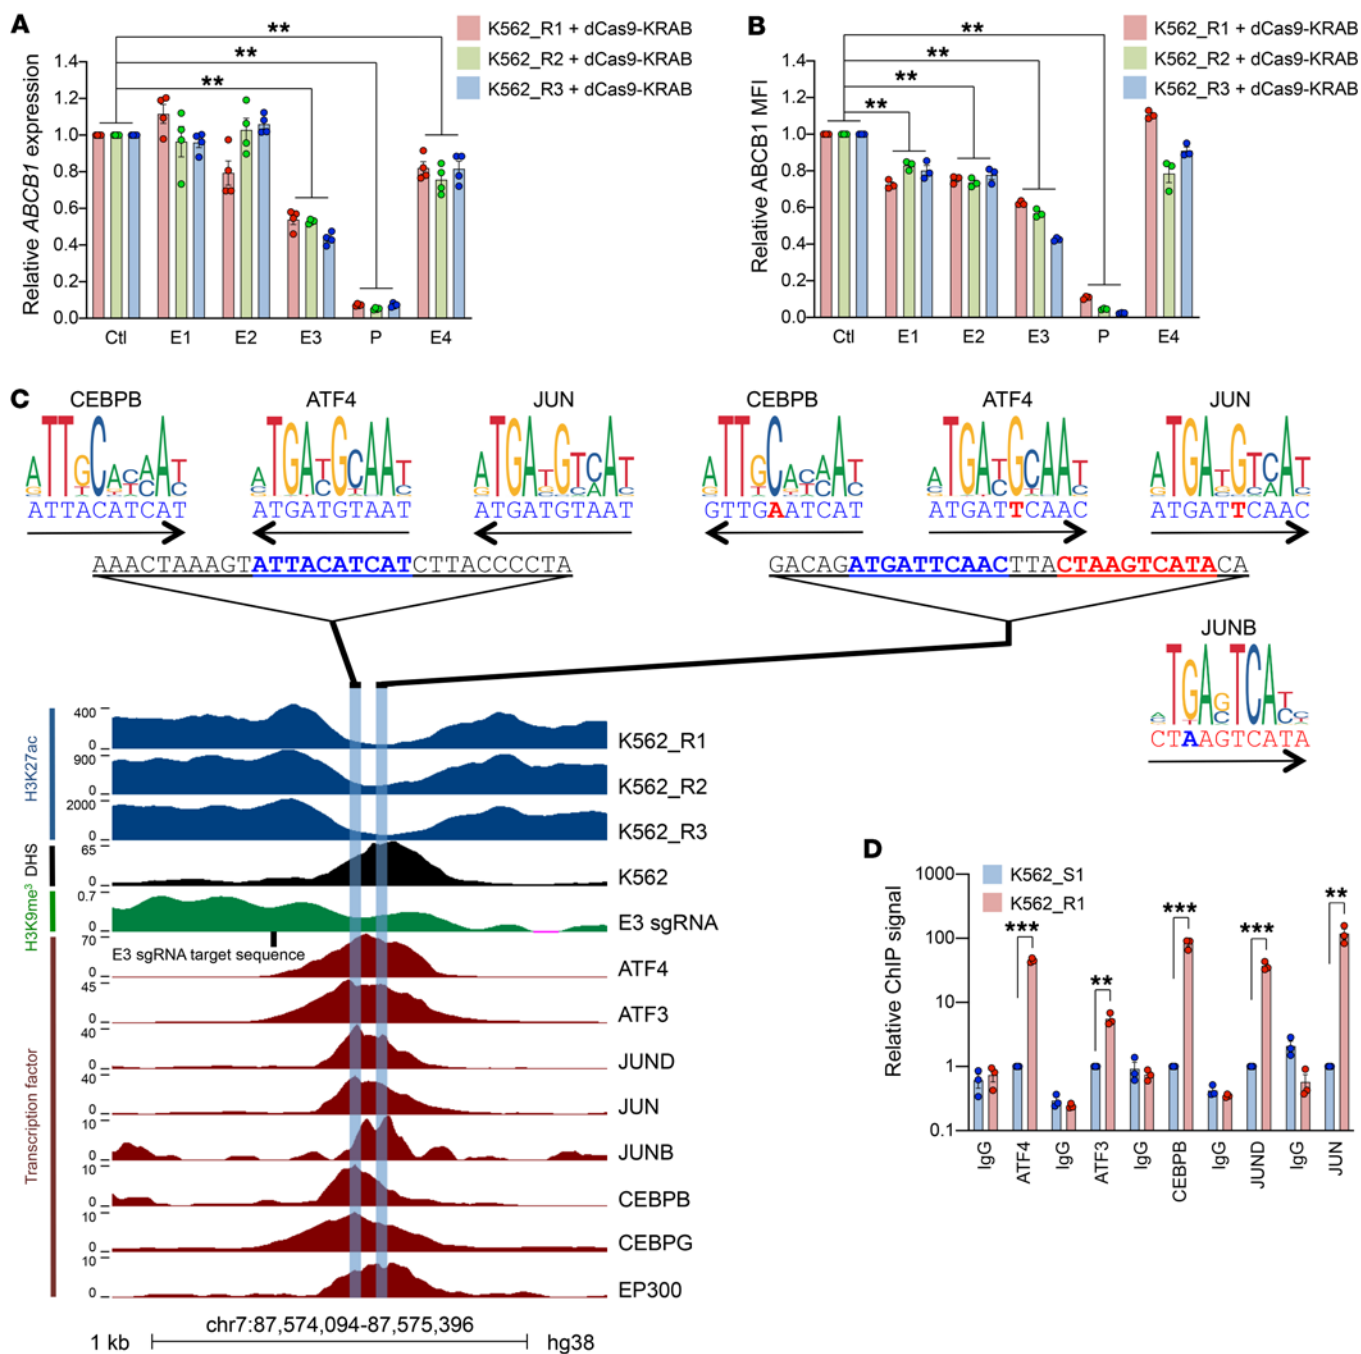 A
Relative ABCB1 expression
1.4
1.2
1.0
0.8
0.6
0.4
0.2
0.0
**
**
**
Ctl E1 E2 E3 P E4
K562_R1 + dCas9-KRAB
K562_R2 + dCas9-KRAB
K562_R3 + dCas9-KRAB
B
Relative ABCB1 MFI
1.4
1.2
1.0
0.8
0.6
0.4
0.2
0.0
**
**
**
**
Ctl E1 E2 E3 P E4
K562_R1 + dCas9-KRAB
K562_R2 + dCas9-KRAB
K562_R3 + dCas9-KRAB
C
CEBPB ATF4 JUN
ATTACATCAT ATGATGTAAT ATGATGTAAT
AAACTAAAGTATTACATCATCTTACCCCTA
CEBPB ATF4 JUN
GTTGAATCAT ATGATTCAAC ATGATTCAAC
GACAGATGATTCAACTTACTAAGTCATACA
JUNB
CTAAGTCATA
H3K27ac
400
0
K562_R1
900
0
K562_R2
2000
0
K562_R3
DHS
65
0
K562
H3K9me3
0.7
0
E3 sgRNA
E3 sgRNA target sequence
Transcription factor
70
0
ATF4
45
0
ATF3
40
0
JUND
40
0
JUN
10
0
JUNB
10
0
CEBPB
10
0
CEBPG
10
0
EP300
chr7:87,574,094-87,575,396
1 kb hg38
D
Relative ChIP signal
K562_S1
K562_R1
1000
100
10
1
0.1
***
**
***
***
**
IgG ATF4 IgG ATF3 IgG CEBPB IgG JUND IgG JUN